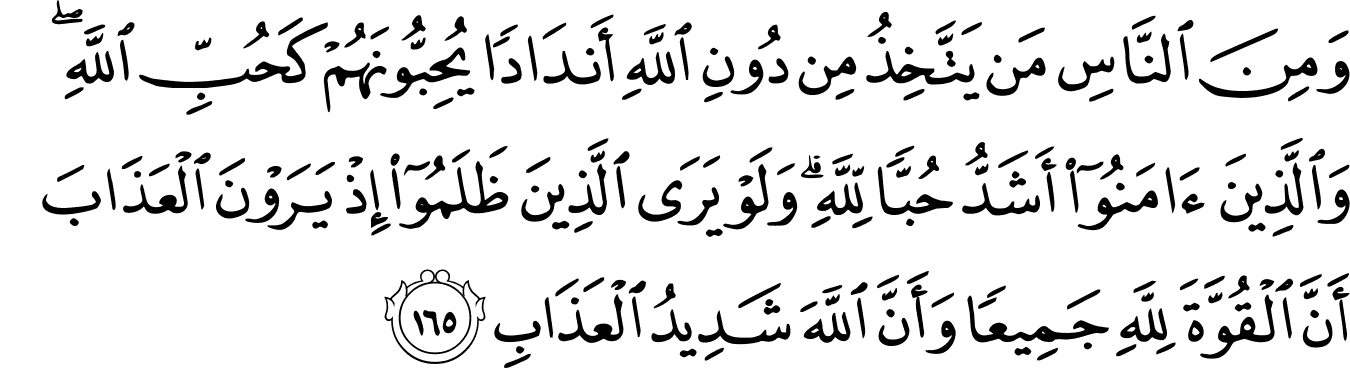 وَمِنَ ٱلنَّاسِ مَن يَتَّخِذُ مِن دُونِ ٱللَّهِ أَندَادًا يُحِبُّونَهُمْ كَحُبِّ ٱللَّهِ ۖ
وَٱلَّذِينَ ءَامَنُوٓا۟ أَشَدُّ حُبًّا لِّلَّهِ ۗ وَلَوْ يَرَى ٱلَّذِينَ ظَلَمُوٓا۟ إِذْ يَرَوْنَ ٱلْعَذَابَ
أَنَّ ٱلْقُوَّةَ لِلَّهِ جَمِيعًا وَأَنَّ ٱللَّهَ شَدِيدُ ٱلْعَذَابِ ١٦٥